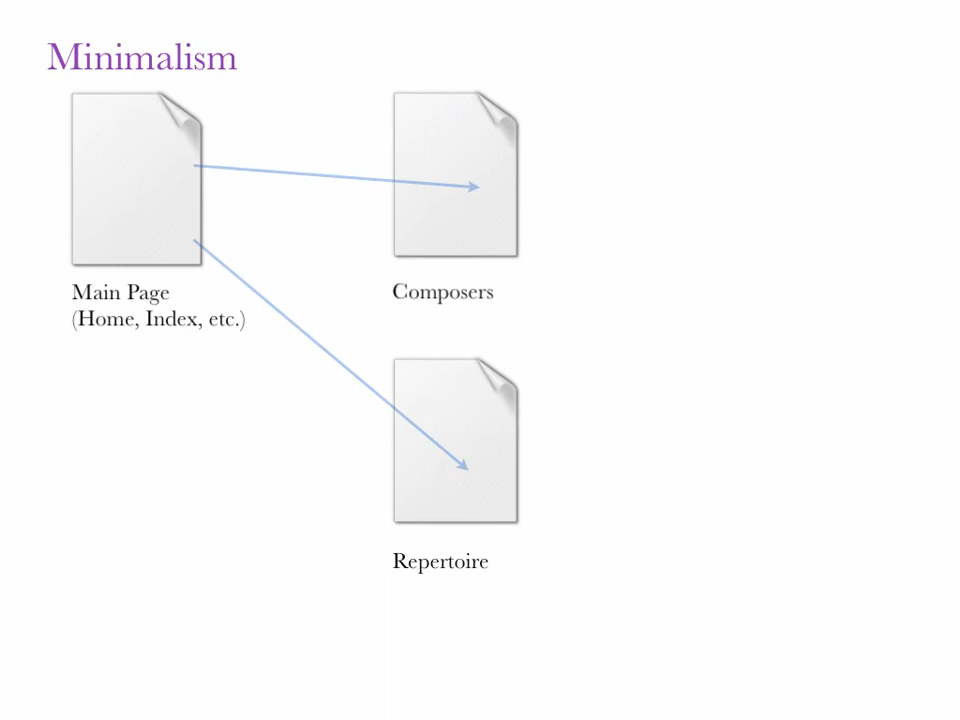 Minimalism
Main Page
(Home, Index, etc.)
Composers
Repertoire